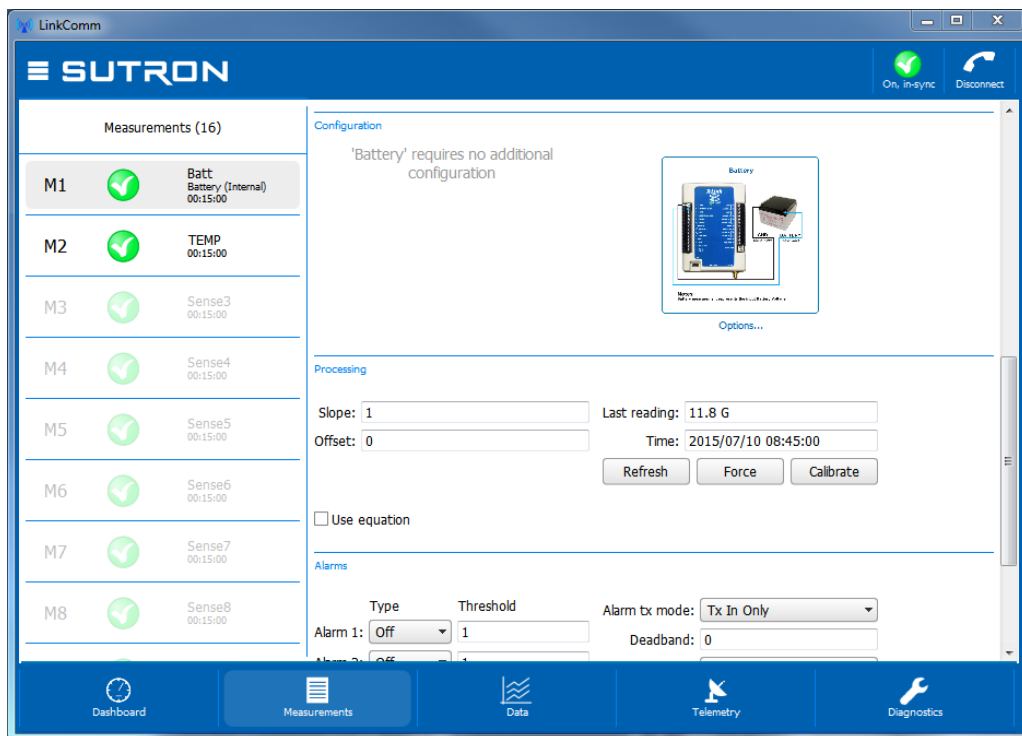 LinkComm
SUTRON
On, in-sync
Disconnect
Measurements (16)
M1
Batt
Battery (Internal)
00:15:00
M2
TEMP
00:15:00
M3
Sense3
00:15:00
M4
Sense4
00:15:00
M5
Sense5
00:15:00
M6
Sense6
00:15:00
M7
Sense7
00:15:00
M8
Sense8
00:15:00
Configuration
'Battery' requires no additional
configuration
Battery
Options...
Processing
Slope: 1
Offset: 0
Last reading: 11.8 G
Time: 2015/07/10 08:45:00
Refresh
Force
Calibrate
Use equation
Alarms
Type
Threshold
Alarm 1: Off
1
Alarm tx mode: Tx In Only
Deadband: 0
Dashboard
Measurements
Data
Telemetry
Diagnostics